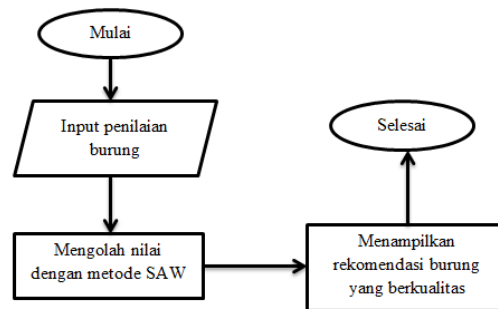 Mulai
Input penilaian
burung
Mengolah nilai
dengan metode SAW
Menampilkan
rekomendasi burung
yang berkualitas
Selesai